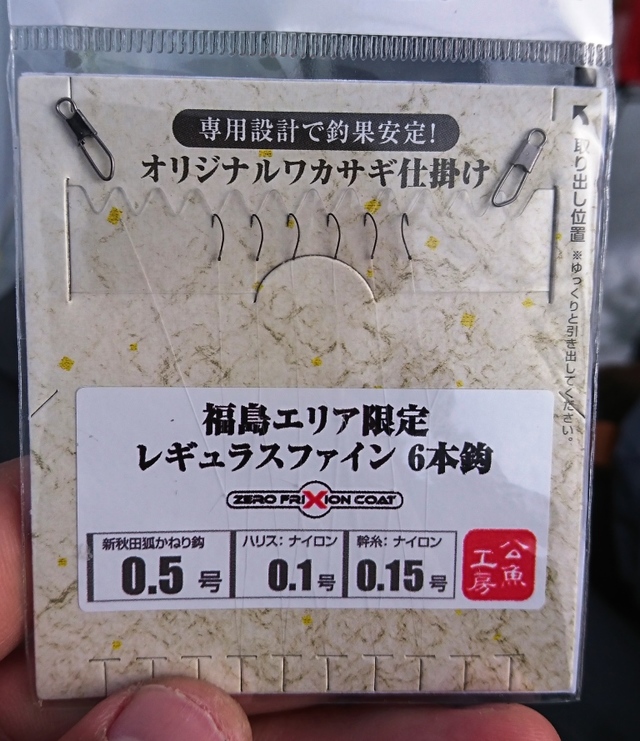 専用設計で釣果安定!
オリジナルワカサギ仕掛け
取り出し位置
※ゆっくりと引き出してください。
福島エリア限定
レギュラスファイン 6本鈎
ZERO FRIXION COAT
新秋田狐かねり鈎
0.5号
ハリス:ナイロン
0.1号
幹糸:ナイロン
0.15号
公魚
工房